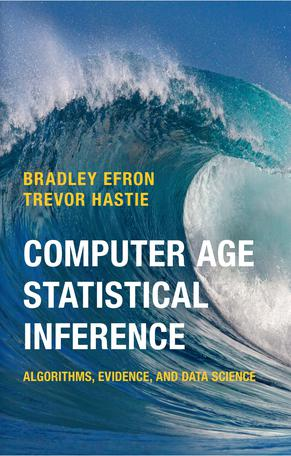 BRADLEY EFRON
TREVOR HASTIE
COMPUTER AGE
STATISTICAL
INFERENCE
ALGORITHMS, EVIDENCE, AND DATA SCIENCE